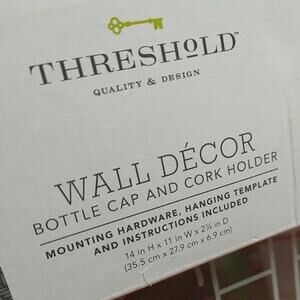 THRESHOLD™
QUALITY & DESIGN
WALL DÉCOR
BOTTLE CAP AND CORK HOLDER
MOUNTING HARDWARE, HANGING TEMPLATE
AND INSTRUCTIONS INCLUDED
14 in H x 11 in W x 2¾ in D
(35.5 cm x 27.9 cm x 6.9 cm)